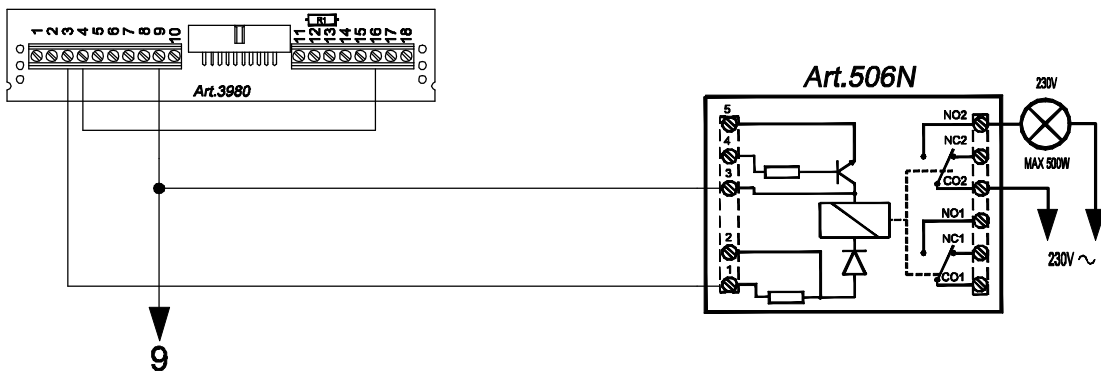 1 2 3 4 5 6 7 8 9 10
R1
11 12 13 14 15 16 17 18
Art.3980
Art.506N
5
4
3
2
1
NO2
NC2
CO2
NO1
NC1
CO1
230V
MAX 500W
230V ~
9